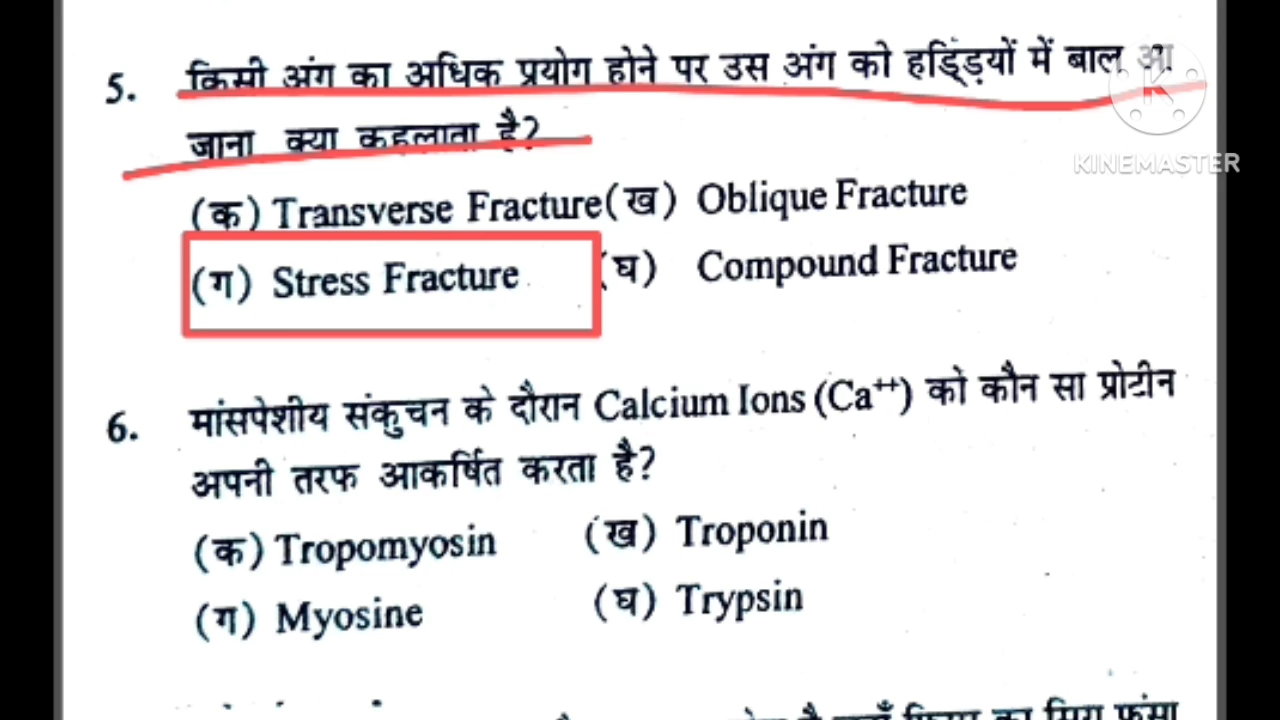 5. किसी अंग का अधिक प्रयोग होने पर उस अंग को हड्डियों में बाल आ
K
जाना क्या कहलाता है?
KINEMASTER
(क) Transverse Fracture (ख) Oblique Fracture
(ग) Stress Fracture (घ) Compound Fracture
6. मांसपेशीय संकुचन के दौरान Calcium Ions (Ca++) को कौन सा प्रोटीन
अपनी तरफ आकर्षित करता है?
(क) Tropomyosin (ख) Troponin
(ग) Myosine (घ) Trypsin